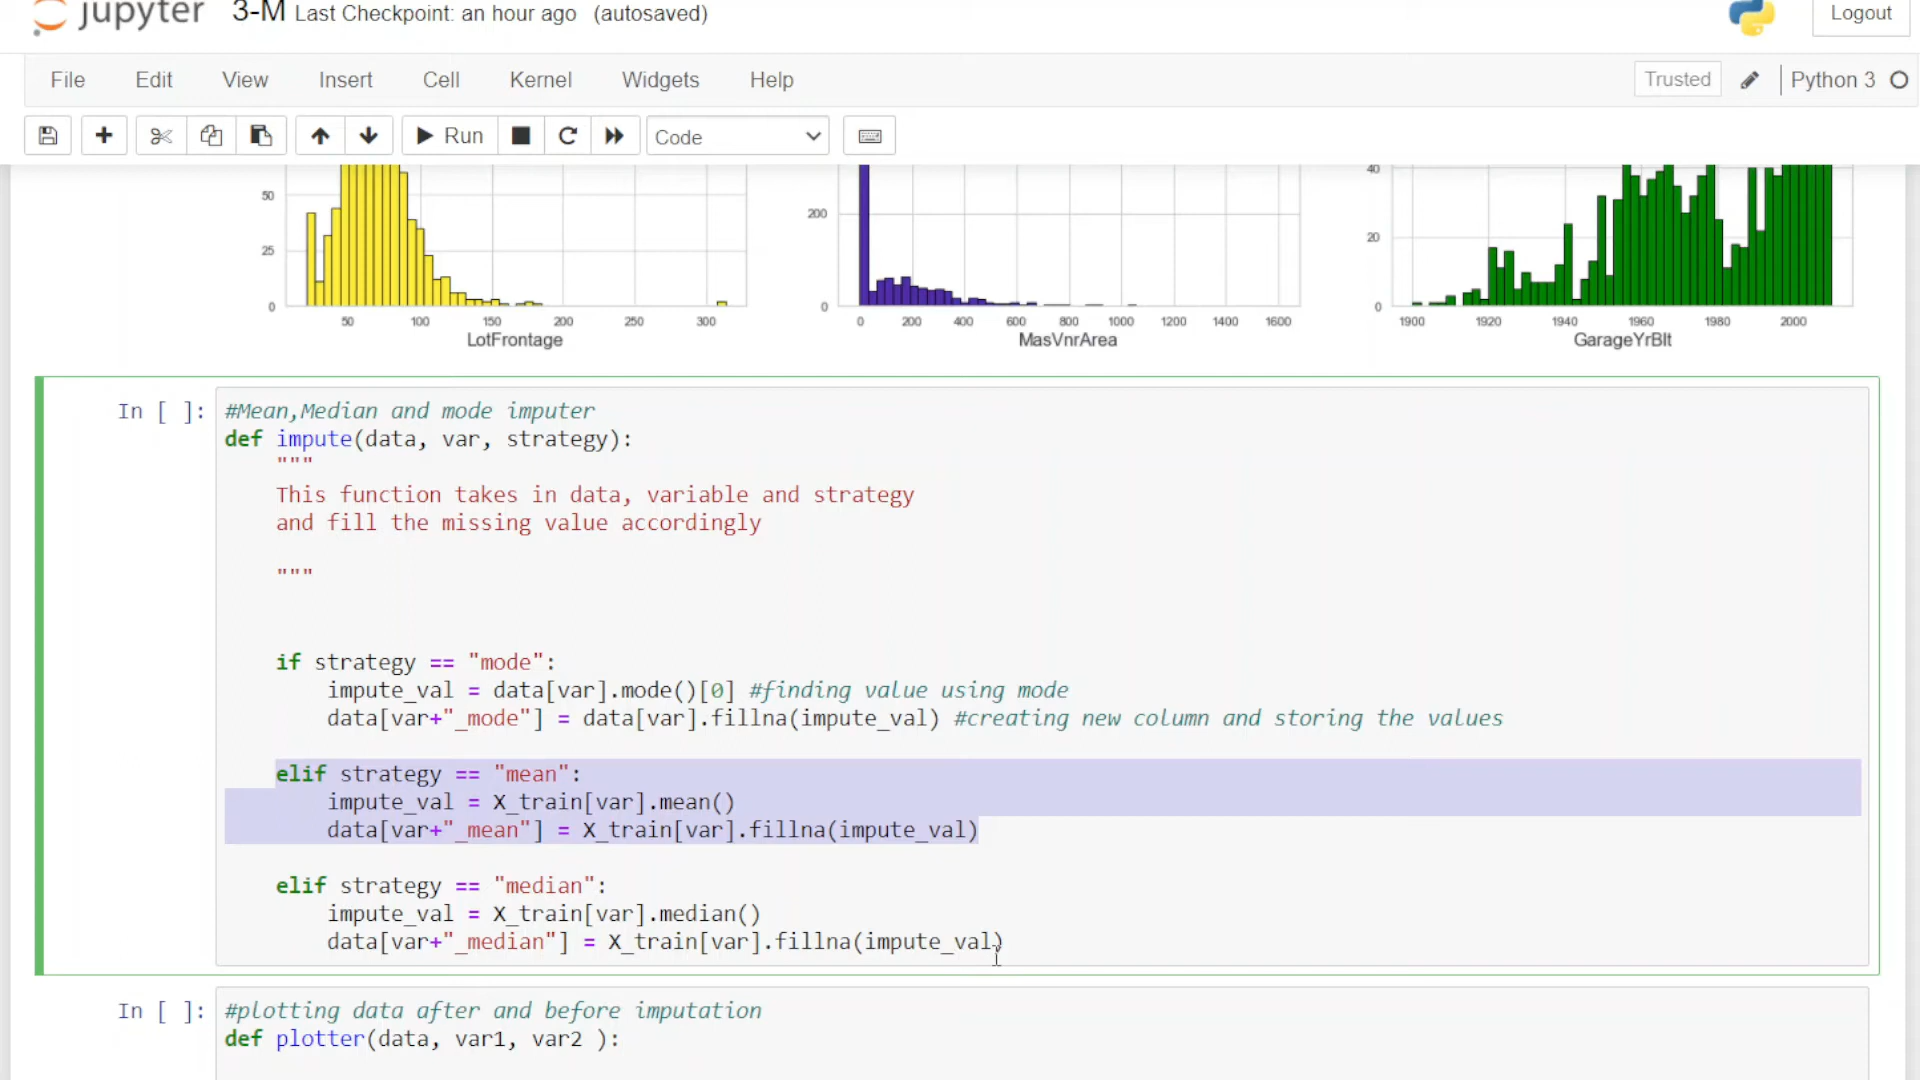 jupyter 3-M Last Checkpoint: an hour ago (autosaved) Logout
File Edit View Insert Cell Kernel Widgets Help Trusted Python 3
Run Code
50
25
0
50 100 150 200 250 300
LotFrontage
200
0
0 200 400 600 800 1000 1200 1400 1600
MasVnrArea
40
20
0
1900 1920 1940 1960 1980 2000
GarageYrBlt
In [ ]: #Mean,Median and mode imputer
def impute(data, var, strategy):
"""
This function takes in data, variable and strategy
and fill the missing value accordingly
"""
if strategy == "mode":
impute_val = data[var].mode()[0] #finding value using mode
data[var+"_mode"] = data[var].fillna(impute_val) #creating new column and storing the values
elif strategy == "mean":
impute_val = X_train[var].mean()
data[var+"_mean"] = X_train[var].fillna(impute_val)
elif strategy == "median":
impute_val = X_train[var].median()
data[var+"_median"] = X_train[var].fillna(impute_val)
In [ ]: #plotting data after and before imputation
def plotter(data, var1, var2 ):